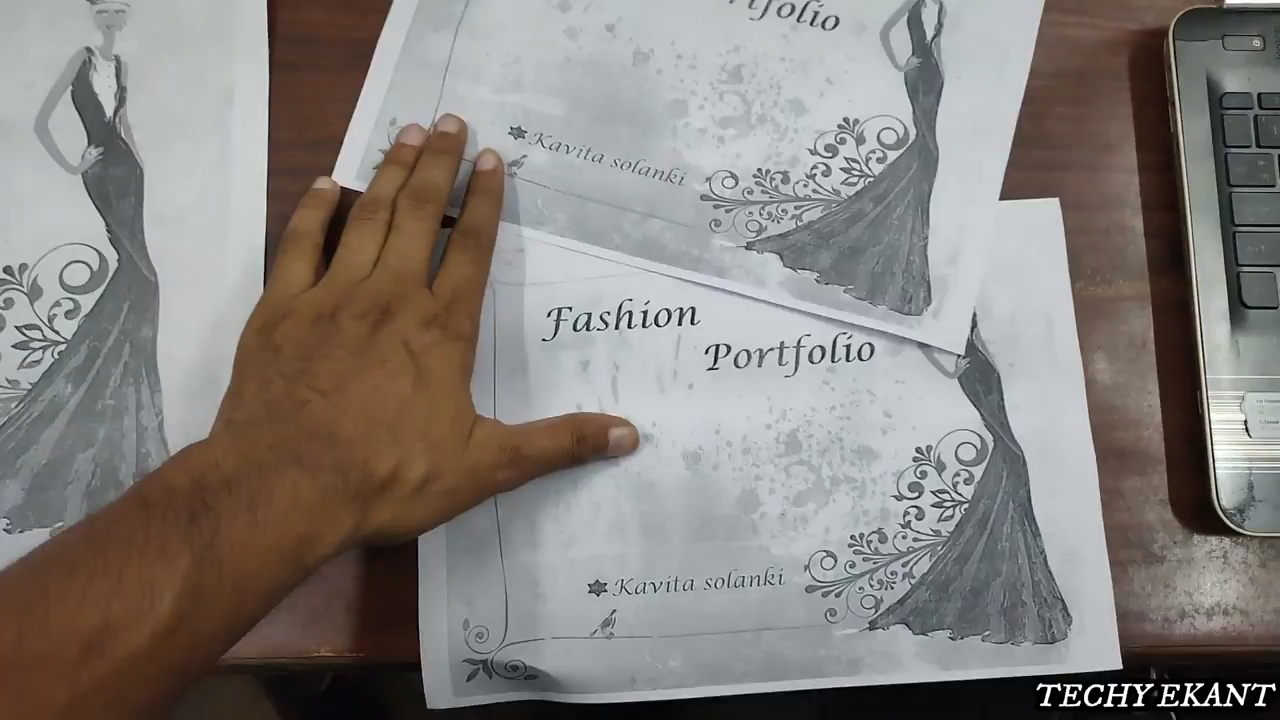 rtfolio
Kavita solanki
Fashion
Portfolio
Kavita solanki
TECHY EKANT